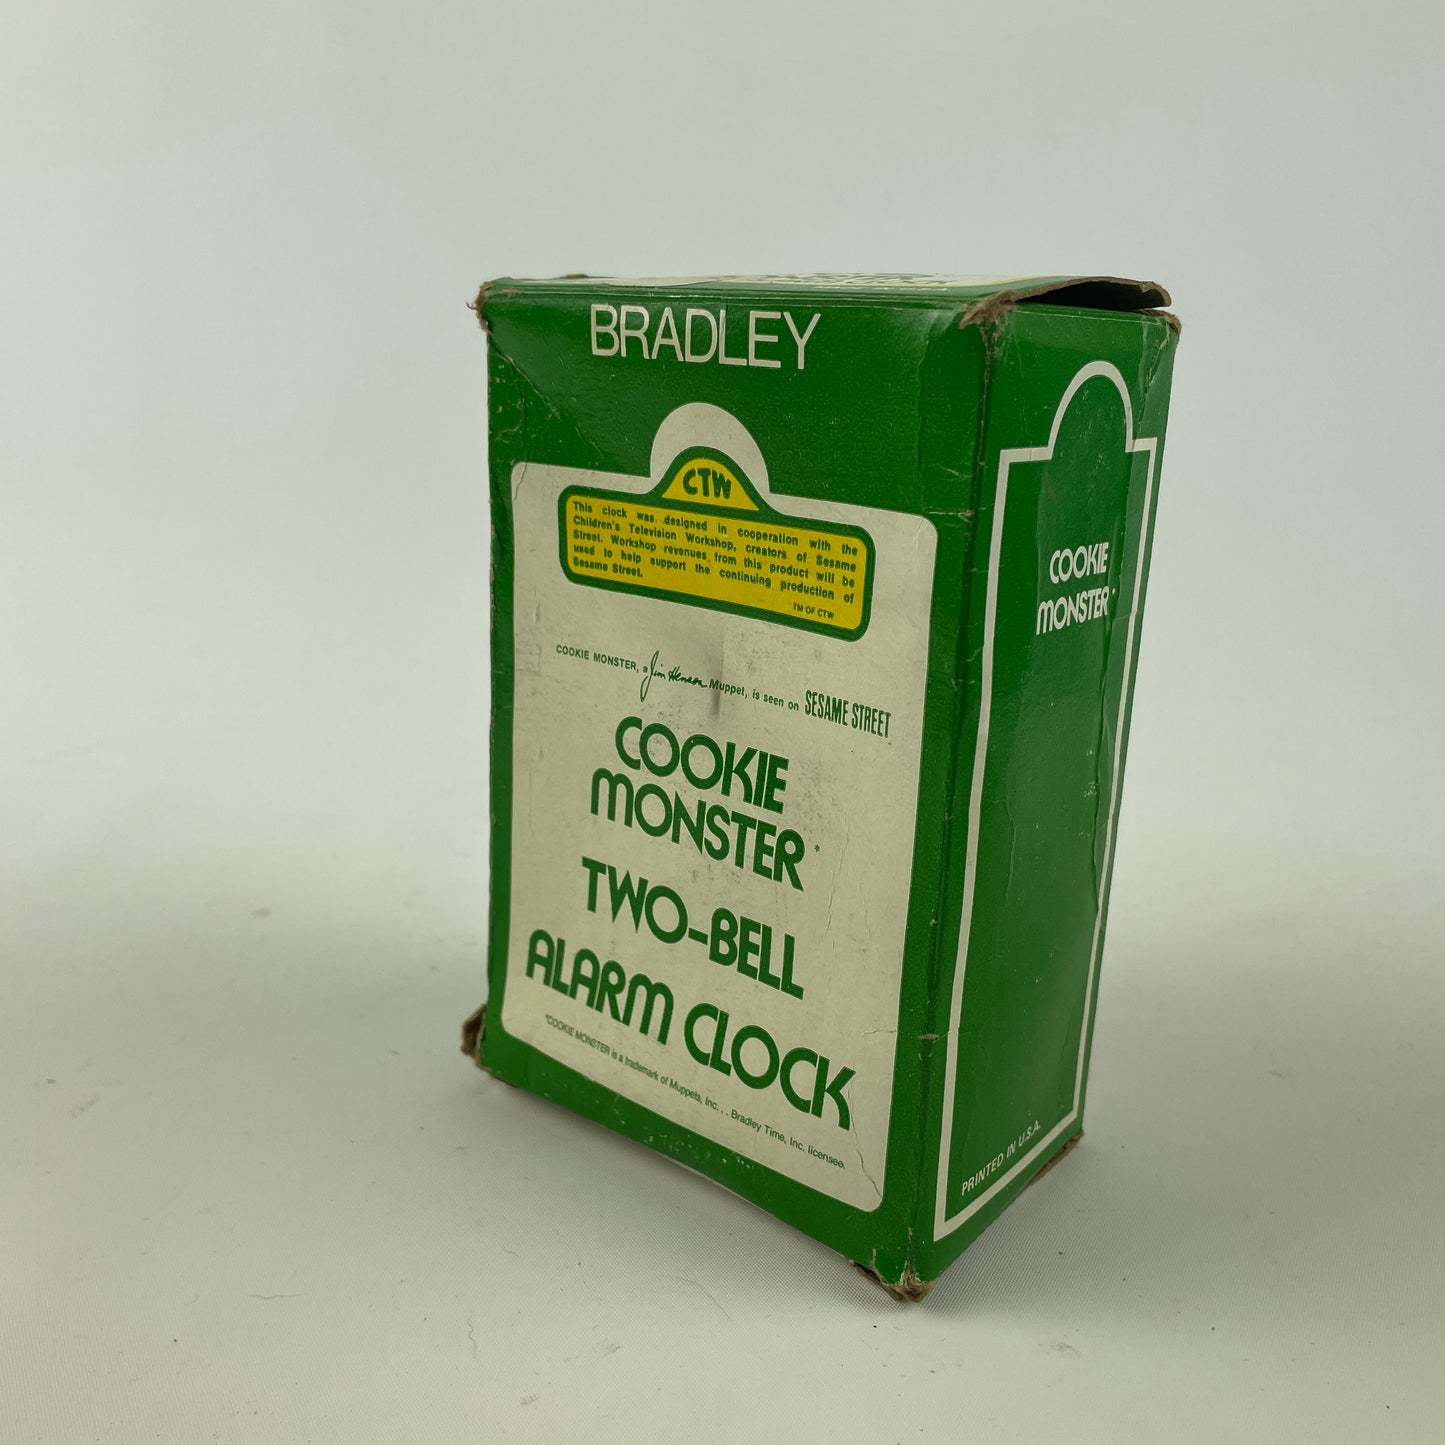 BRADLEY
CTW
This clock was designed in cooperation with the
Children's Television Workshop, creators of Sesame
Street. Workshop revenues from this product will be
used to help support the continuing production of
Sesame Street.
TM OF CTW
COOKIE MONSTER, a Jim Henson Muppet, is seen on SESAME STREET
COOKIE
MONSTER*
TWO-BELL
ALARM CLOCK
*COOKIE MONSTER is a trademark of Muppets, Inc... Bradley Time, Inc. licensee.
COOKIE
MONSTER*
PRINTED IN U.S.A.